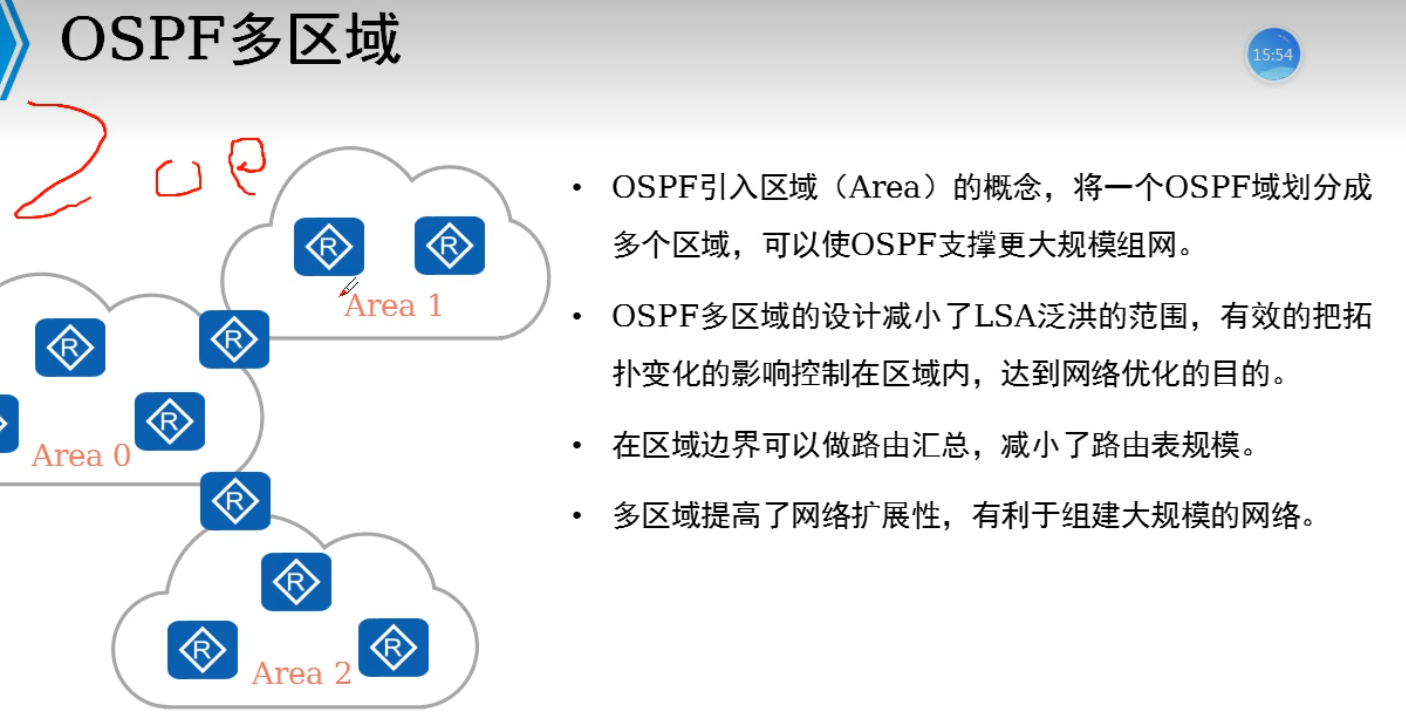 OSPF多区域
15:54
200
R
R
Area 1
R
R
R
Area 0
R
R
Area 2
R
R
• OSPF引入区域（Area）的概念，将一个OSPF域划分成
多个区域，可以使OSPF支撑更大规模组网。
• OSPF多区域的设计减小了LSA泛洪的范围，有效的把拓
扑变化的影响控制在区域内，达到网络优化的目的。
• 在区域边界可以做路由汇总，减小了路由表规模。
• 多区域提高了网络扩展性，有利于组建大规模的网络。